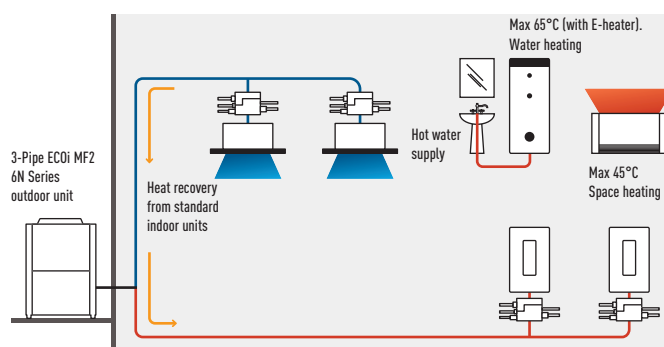 Max 65°C (with E-heater).
Water heating
3-Pipe ECOi MF2
6N Series
outdoor unit
Heat recovery
from standard
indoor units
Hot water
supply
Max 45°C
Space heating